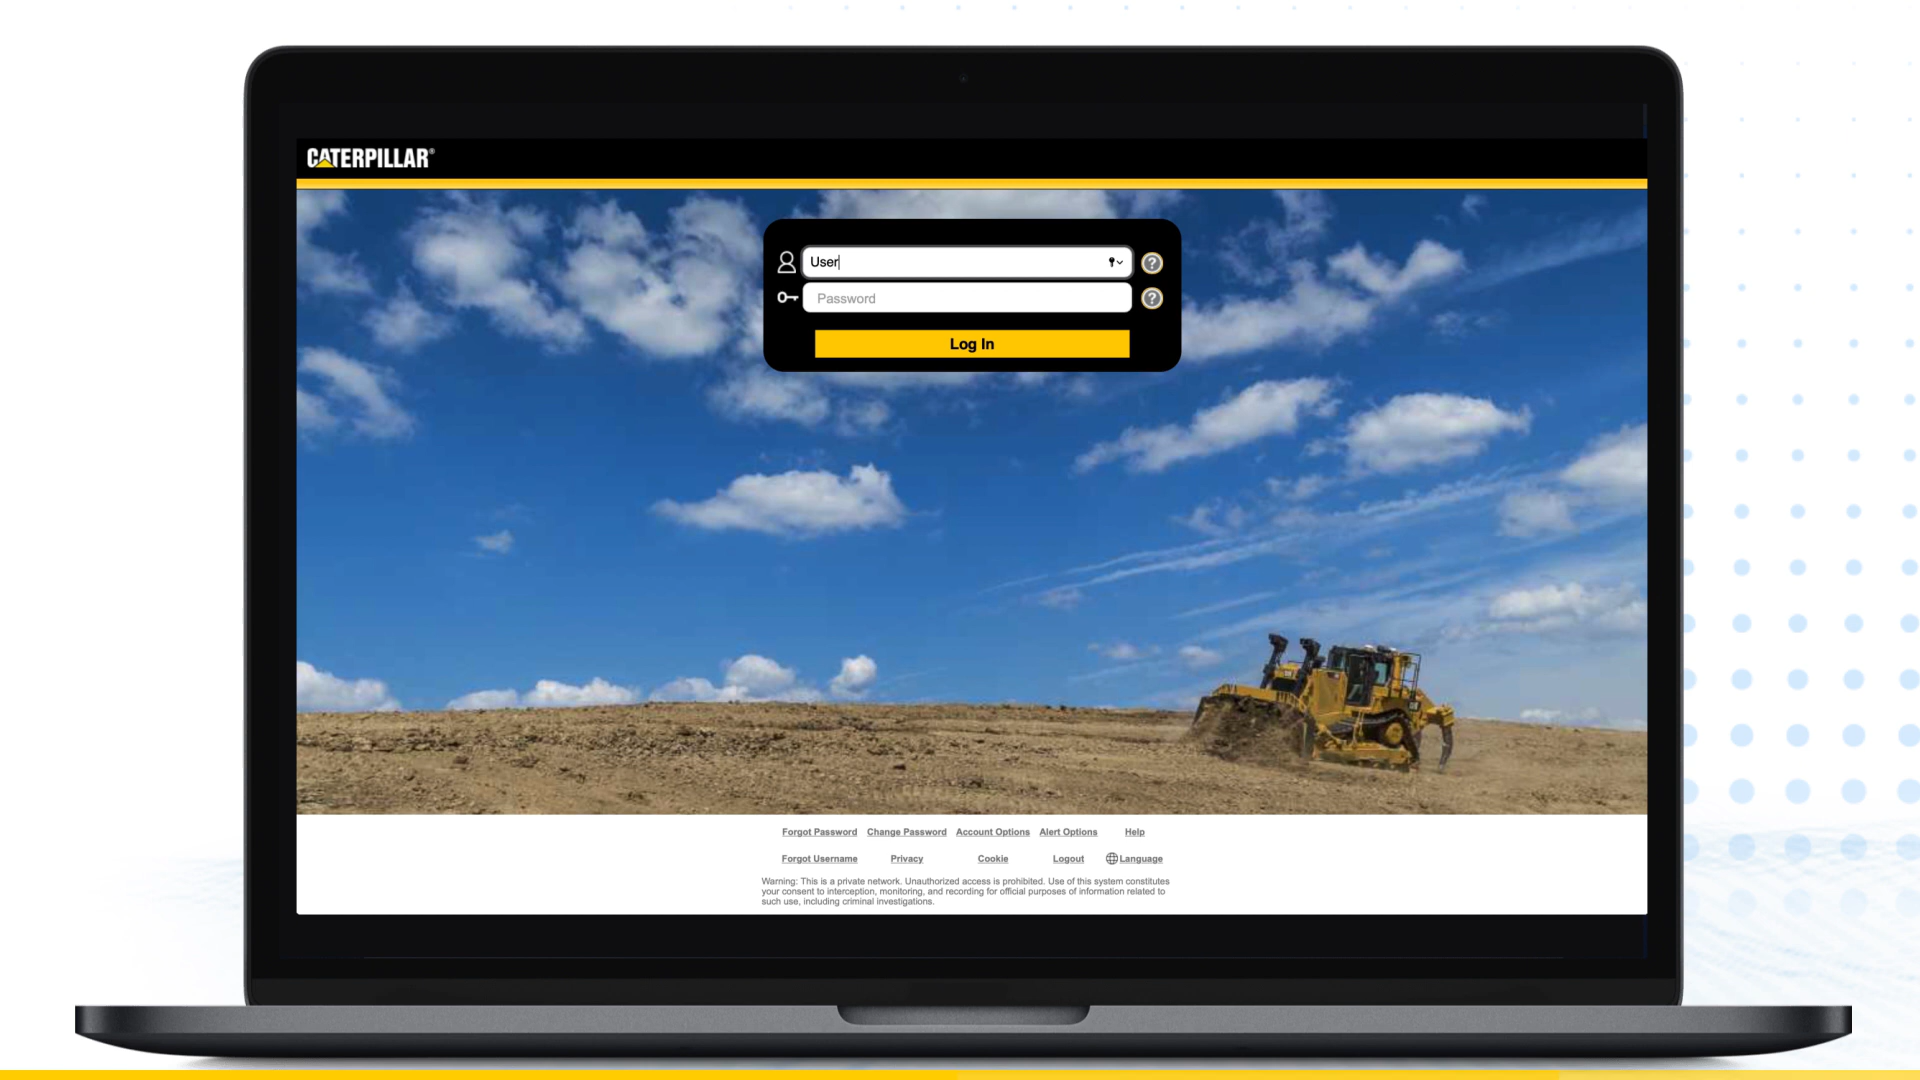 CATERPILLAR®
User
?
Password
?
Log In
Forgot Password Change Password Account Options Alert Options Help
Forgot Username Privacy Cookie Logout Language
Warning: This is a private network. Unauthorized access is prohibited. Use of this system constitutes
your consent to interception, monitoring, and recording for official purposes of information related to
such use, including criminal investigations.